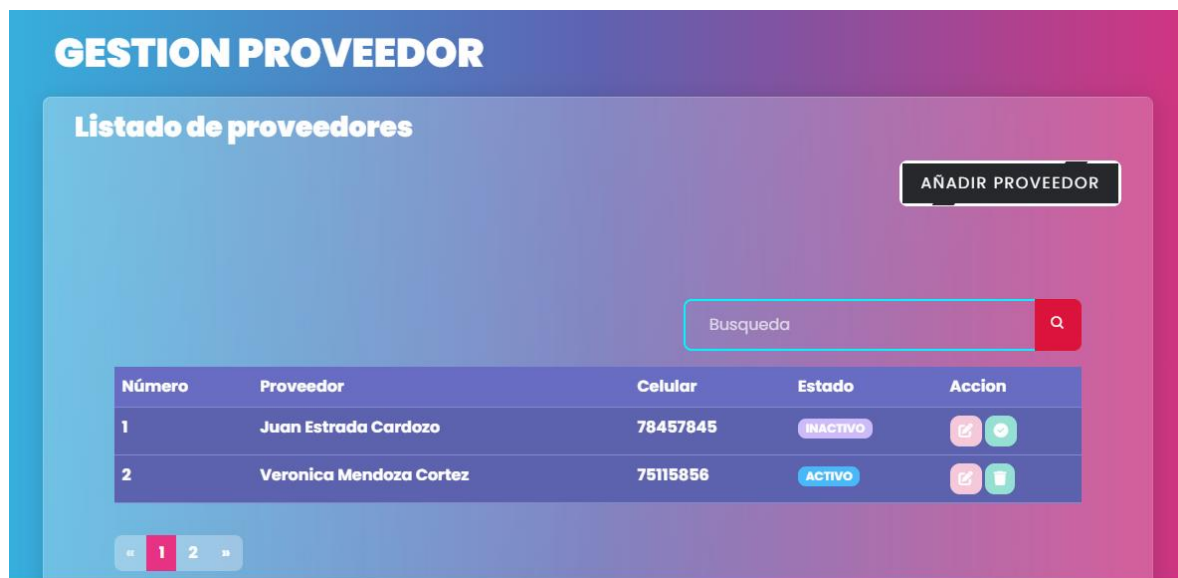 GESTION PROVEEDOR
Listado de proveedores
AÑADIR PROVEEDOR
Busqueda
Número Proveedor Celular Estado Accion
1 Juan Estrada Cardozo 78457845 INACTIVO
2 Veronica Mendoza Cortez 75115856 ACTIVO
« 1 2 »